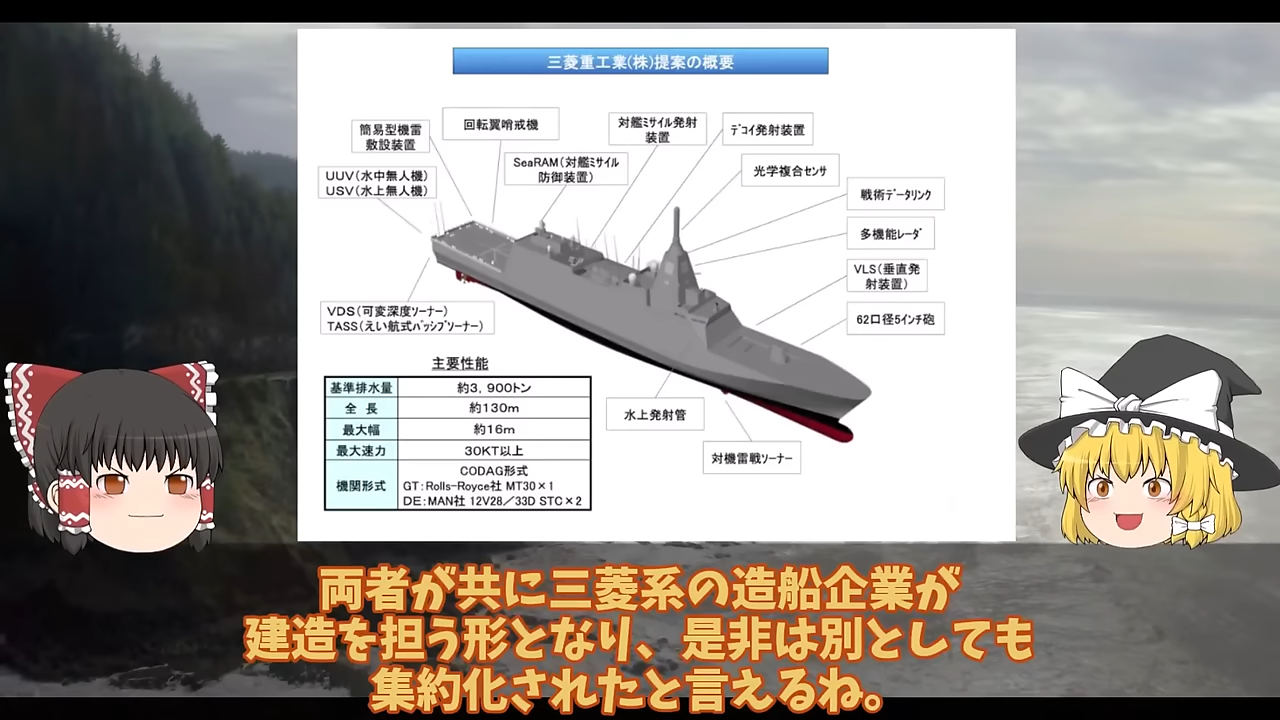 三菱重工業(株)提案の概要
簡易型機雷
敷設装置
回転翼哨戒機
対艦ミサイル発射
装置
デコイ発射装置
UUV(水中無人機)
USV(水上無人機)
SeaRAM(対艦ミサイル
防御装置)
光学複合センサ
戦術データリンク
多機能レーダ
VLS(垂直発
射装置)
62口径5インチ砲
VDS(可変深度ソーナー)
TASS(えい航式パッシブソーナー)
水上発射管
対機雷戦ソーナー
主要性能
基準排水量 約3,900トン
全 長 約130m
最大幅 約16m
最大速力 30KT以上
機関形式 CODAG形式
GT:Rolls-Royce社 MT30×1
DE:MAN社 12V28/33D STC×2
両者が共に三菱系の造船企業が
建造を担う形となり、是非は別としても
集約化されたと言えるね。